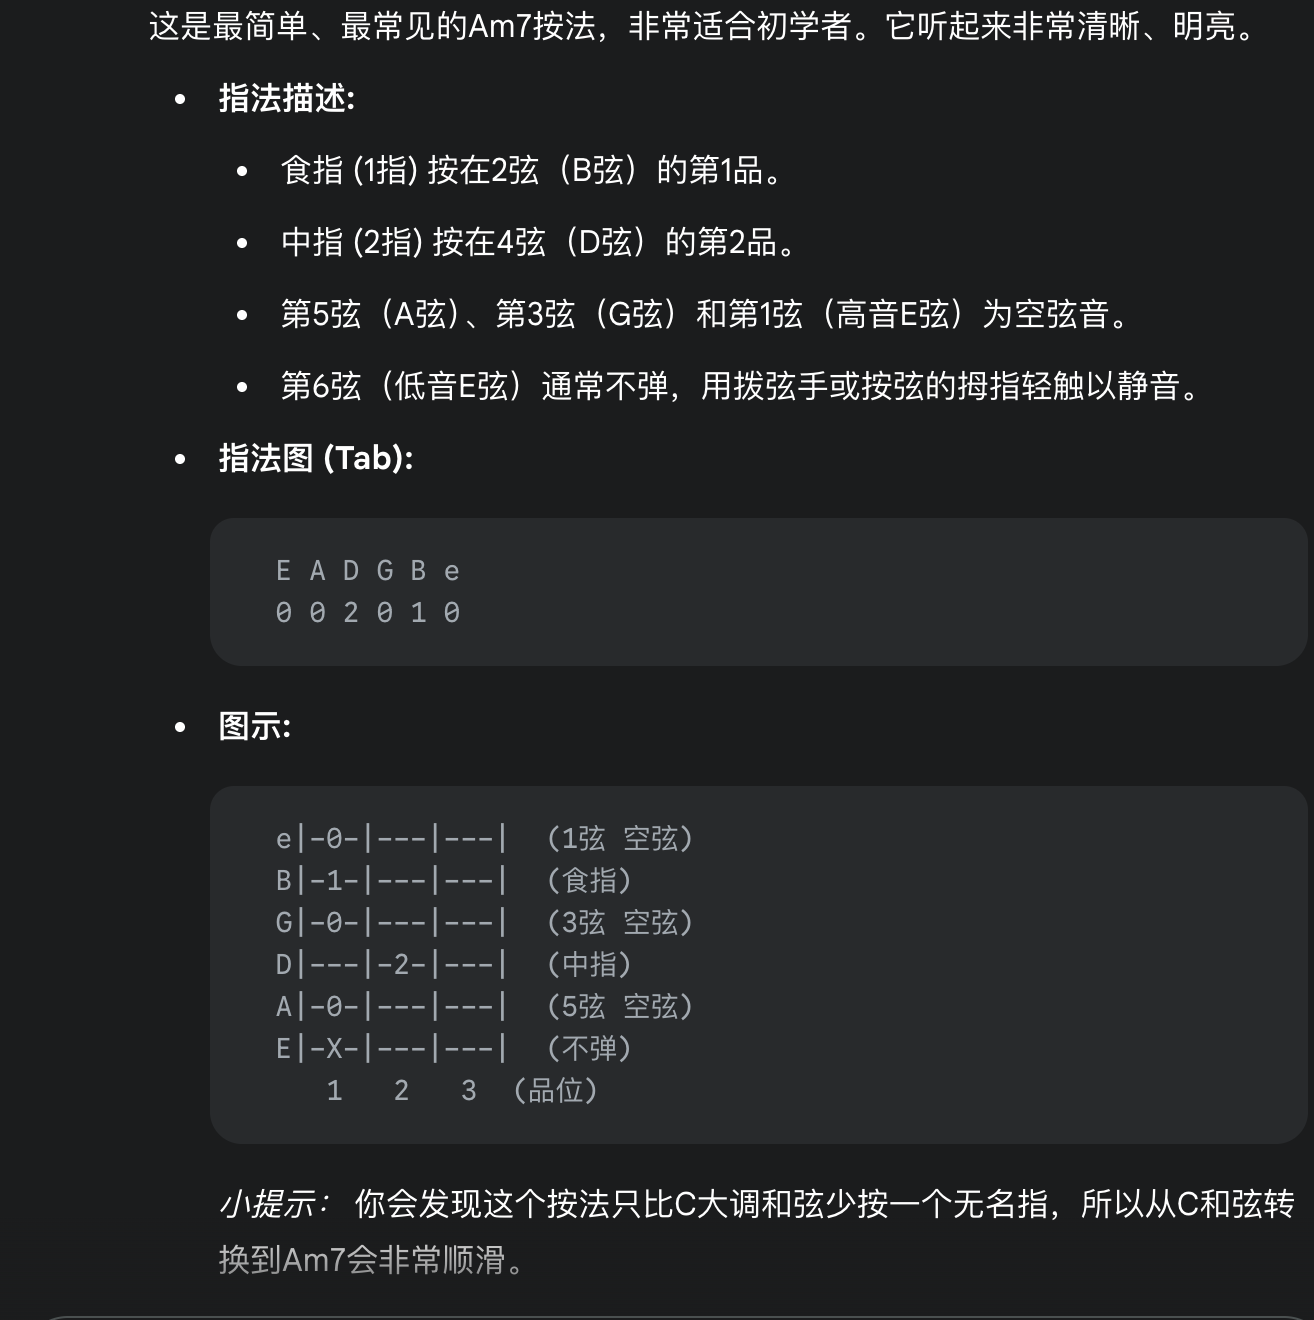 这是最简单、最常见的Am7按法，非常适合初学者。它听起来非常清晰、明亮。
• 指法描述:
• 食指 (1指) 按在2弦（B弦）的第1品。
• 中指 (2指) 按在4弦（D弦）的第2品。
• 第5弦（A弦）、第3弦（G弦）和第1弦（高音E弦）为空弦音。
• 第6弦（低音E弦）通常不弹，用拨弦手或按弦的拇指轻触以静音。
• 指法图 (Tab):
E A D G B e
0 0 2 0 1 0
• 图示:
e|-0-|---|---|  (1弦 空弦)
B|-1-|---|---|  (食指)
G|-0-|---|---|  (3弦 空弦)
D|---|-2-|---|  (中指)
A|-0-|---|---|  (5弦 空弦)
E|-X-|---|---|  (不弹)
   1   2   3  (品位)
小提示： 你会发现这个按法只比C大调和弦少按一个无名指，所以从C和弦转
换到Am7会非常顺滑。